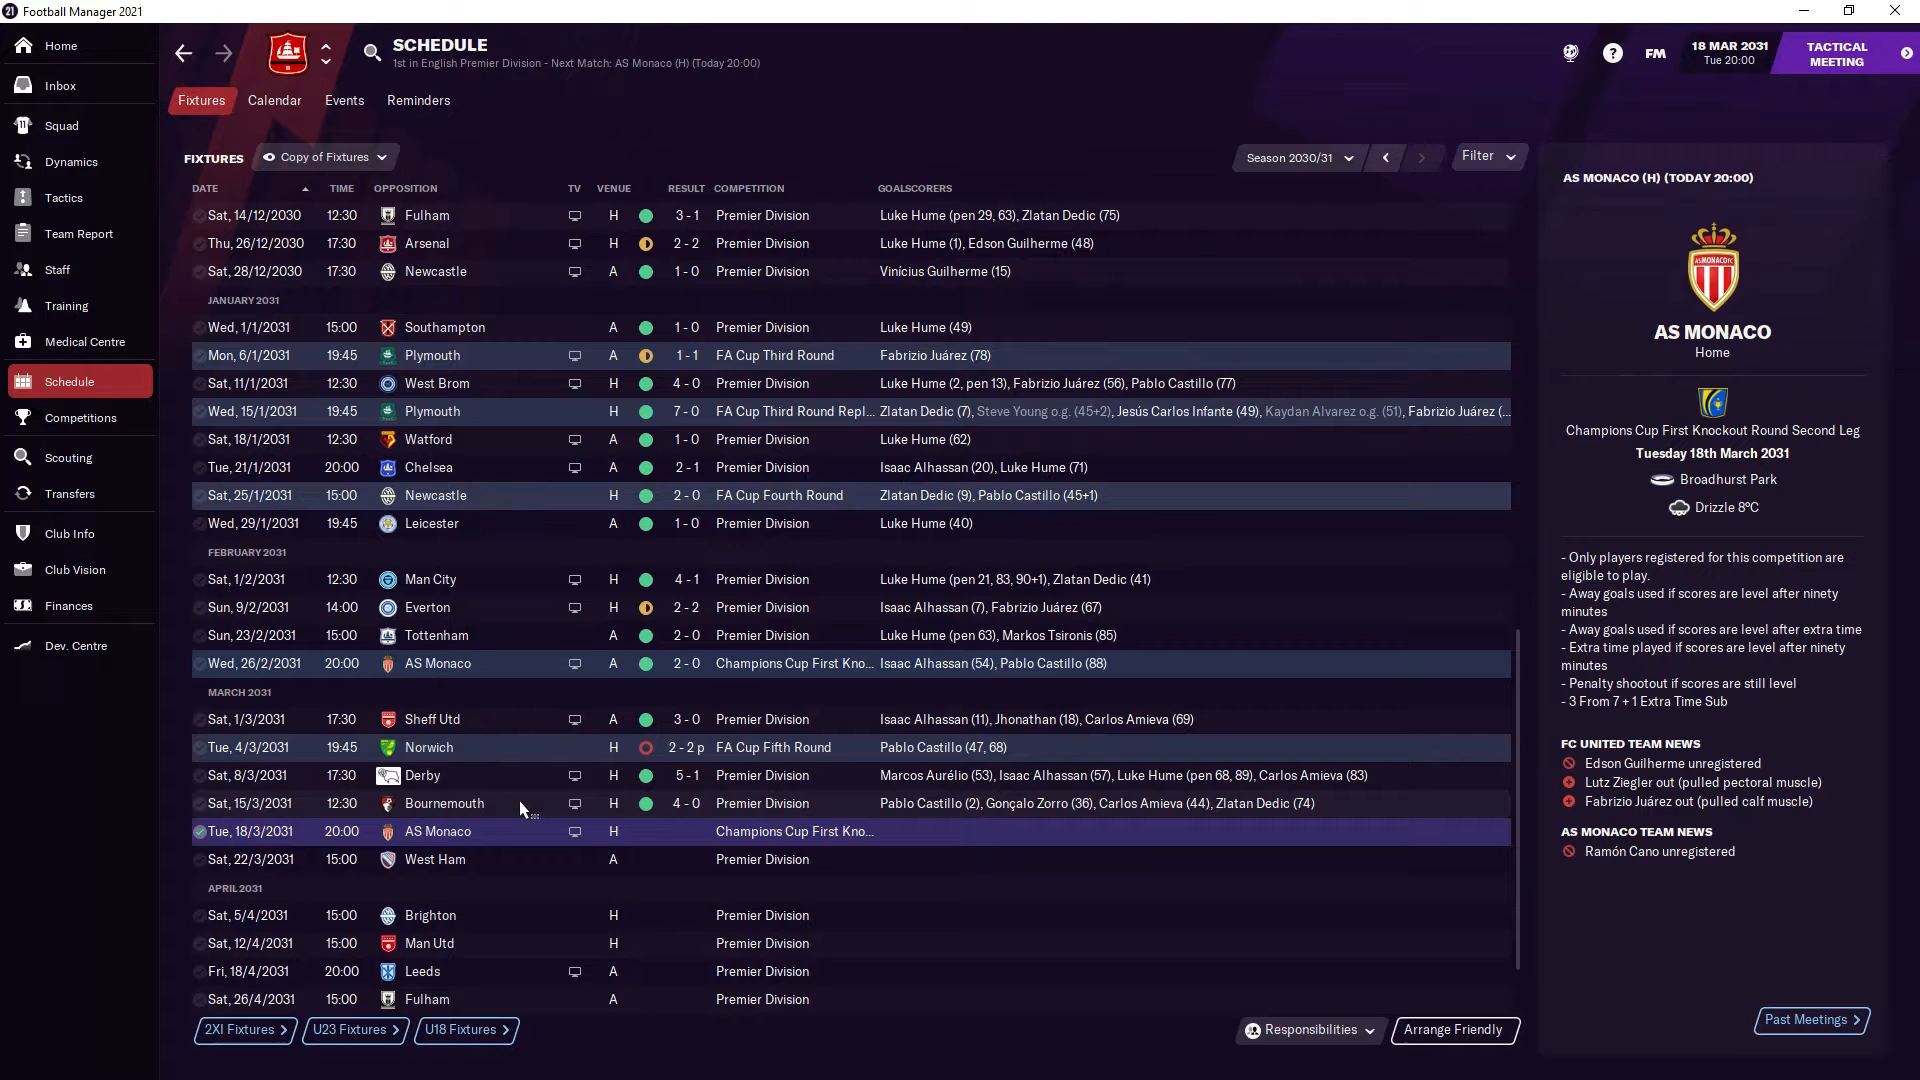 Football Manager 2021
Home
Inbox
Squad
Dynamics
Tactics
Team Report
Staff
Training
Medical Centre
Schedule
Competitions
Scouting
Transfers
Club Info
Club Vision
Finances
Dev. Centre
SCHEDULE
1st in English Premier Division - Next Match: AS Monaco (H) (Today 20:00)
FM
18 MAR 2031
Tue 20:00
TACTICAL
MEETING
Fixtures Calendar Events Reminders
FIXTURES Copy of Fixtures Season 2030/31 Filter
DATE TIME OPPOSITION TV VENUE RESULT COMPETITION GOALSCORERS
Sat, 14/12/2030 12:30 Fulham H 3 - 1 Premier Division Luke Hume (pen 29, 63), Zlatan Dedic (75)
Thu, 26/12/2030 17:30 Arsenal H 2 - 2 Premier Division Luke Hume (1), Edson Guilherme (48)
Sat, 28/12/2030 17:30 Newcastle A 1 - 0 Premier Division Vinícius Guilherme (15)
JANUARY 2031
Wed, 1/1/2031 15:00 Southampton A 1 - 0 Premier Division Luke Hume (49)
Mon, 6/1/2031 19:45 Plymouth A 1 - 1 FA Cup Third Round Fabrizio Juárez (78)
Sat, 11/1/2031 12:30 West Brom H 4 - 0 Premier Division Luke Hume (2, pen 13), Fabrizio Juárez (56), Pablo Castillo (77)
Wed, 15/1/2031 19:45 Plymouth H 7 - 0 FA Cup Third Round Repl... Zlatan Dedic (7), Steve Young o.g. (45+2), Jesús Carlos Infante (49), Kaydan Alvarez o.g. (51), Fabrizio Juárez (...
Sat, 18/1/2031 12:30 Watford A 1 - 0 Premier Division Luke Hume (62)
Tue, 21/1/2031 20:00 Chelsea A 2 - 1 Premier Division Isaac Alhassan (20), Luke Hume (71)
Sat, 25/1/2031 15:00 Newcastle H 2 - 0 FA Cup Fourth Round Zlatan Dedic (9), Pablo Castillo (45+1)
Wed, 29/1/2031 19:45 Leicester A 1 - 0 Premier Division Luke Hume (40)
FEBRUARY 2031
Sat, 1/2/2031 12:30 Man City H 4 - 1 Premier Division Luke Hume (pen 21, 83, 90+1), Zlatan Dedic (41)
Sun, 9/2/2031 14:00 Everton H 2 - 2 Premier Division Isaac Alhassan (7), Fabrizio Juárez (67)
Sun, 23/2/2031 15:00 Tottenham A 2 - 0 Premier Division Luke Hume (pen 63), Markos Tsironis (85)
Wed, 26/2/2031 20:00 AS Monaco A 2 - 0 Champions Cup First Kno... Isaac Alhassan (54), Pablo Castillo (88)
MARCH 2031
Sat, 1/3/2031 17:30 Sheff Utd A 3 - 0 Premier Division Isaac Alhassan (11), Jhonathan (18), Carlos Amieva (69)
Tue, 4/3/2031 19:45 Norwich H 2 - 2 p FA Cup Fifth Round Pablo Castillo (47, 68)
Sat, 8/3/2031 17:30 Derby H 5 - 1 Premier Division Marcos Aurélio (53), Isaac Alhassan (57), Luke Hume (pen 68, 89), Carlos Amieva (83)
Sat, 15/3/2031 12:30 Bournemouth H 4 - 0 Premier Division Pablo Castillo (2), Gonçalo Zorro (36), Carlos Amieva (44), Zlatan Dedic (74)
Tue, 18/3/2031 20:00 AS Monaco H Champions Cup First Kno...
Sat, 22/3/2031 15:00 West Ham A Premier Division
APRIL 2031
Sat, 5/4/2031 15:00 Brighton H Premier Division
Sat, 12/4/2031 15:00 Man Utd H Premier Division
Fri, 18/4/2031 20:00 Leeds A Premier Division
Sat, 26/4/2031 15:00 Fulham A Premier Division
2XI Fixtures U23 Fixtures U18 Fixtures Responsibilities Arrange Friendly
AS MONACO (H) (TODAY 20:00)
AS MONACO
Home
Champions Cup First Knockout Round Second Leg
Tuesday 18th March 2031
Broadhurst Park
Drizzle 8ºC
- Only players registered for this competition are
eligible to play.
- Away goals used if scores are level after ninety
minutes
- Away goals used if scores are level after extra time
- Extra time played if scores are level after ninety
minutes
- Penalty shootout if scores are still level
- 3 From 7 + 1 Extra Time Sub
FC UNITED TEAM NEWS
Edson Guilherme unregistered
Lutz Ziegler out (pulled pectoral muscle)
Fabrizio Juárez out (pulled calf muscle)
AS MONACO TEAM NEWS
Ramón Cano unregistered
Past Meetings